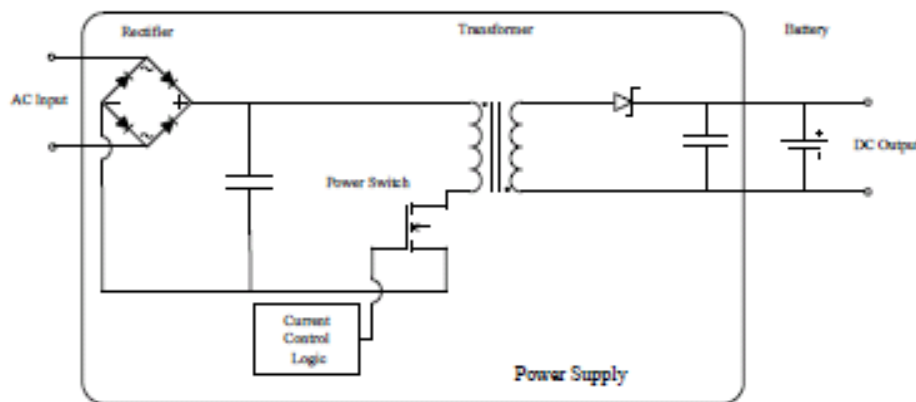 Rectifier
Transformer
Battery
AC Input
DC Output
Power Switch
Current
Control
Logic
Power Supply